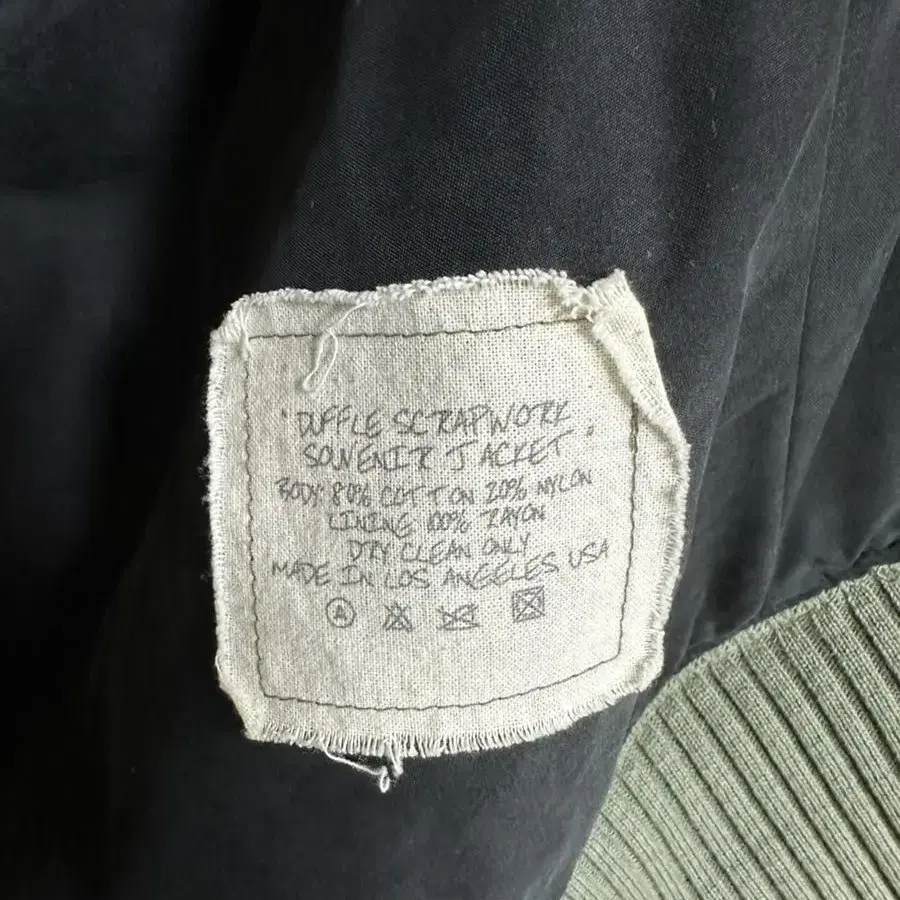 'DUFFLE SCRAPWORK
SOUVENIR JACKET,
BODY: 80% COTTON 20% NYLON
LINING 100% RAYON
DRY CLEAN ONLY
MADE IN LOS ANGELES USA
A